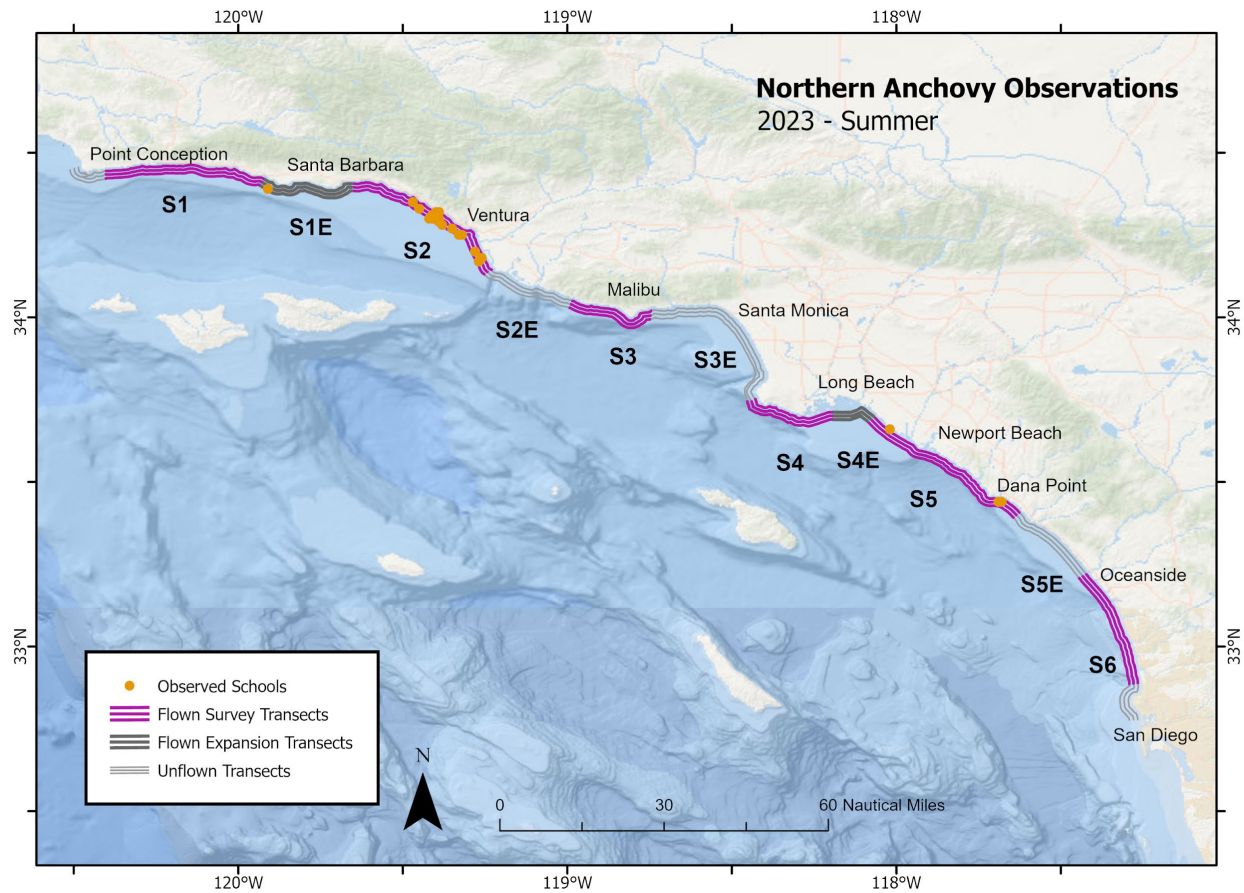 120°W
119°W
118°W
Northern Anchovy Observations
2023 - Summer
Point Conception
Santa Barbara
S1
S1E
Ventura
S2
34°N
34°N
Malibu
Santa Monica
S2E
S3
S3E
Long Beach
Newport Beach
S4
S4E
Dana Point
S5
Oceanside
S5E
33°N
33°N
S6
San Diego
Observed Schools
Flown Survey Transects
Flown Expansion Transects
Unflown Transects
N
0
30
60 Nautical Miles
120°W
119°W
118°W